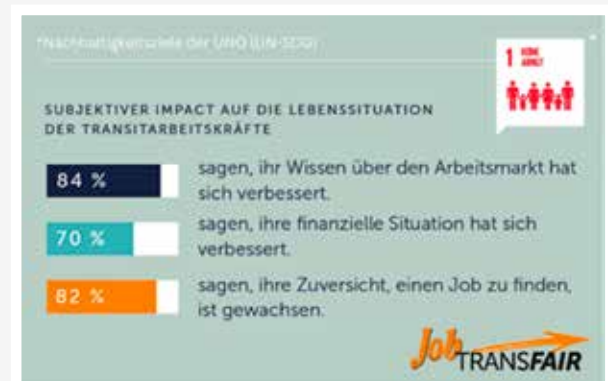 *Nachhaltigkeitsziele der UNO (UN-SDG)
*
1 KEINE
ARMUT
SUBJEKTIVER IMPACT AUF DIE LEBENSSITUATION
DER TRANSITARBEITSKRÄFTE
84 %
sagen, ihr Wissen über den Arbeitsmarkt hat
sich verbessert.
70 %
sagen, ihre finanzielle Situation hat sich
verbessert.
82 %
sagen, ihre Zuversicht, einen Job zu finden,
ist gewachsen.
Job TRANSFAIR